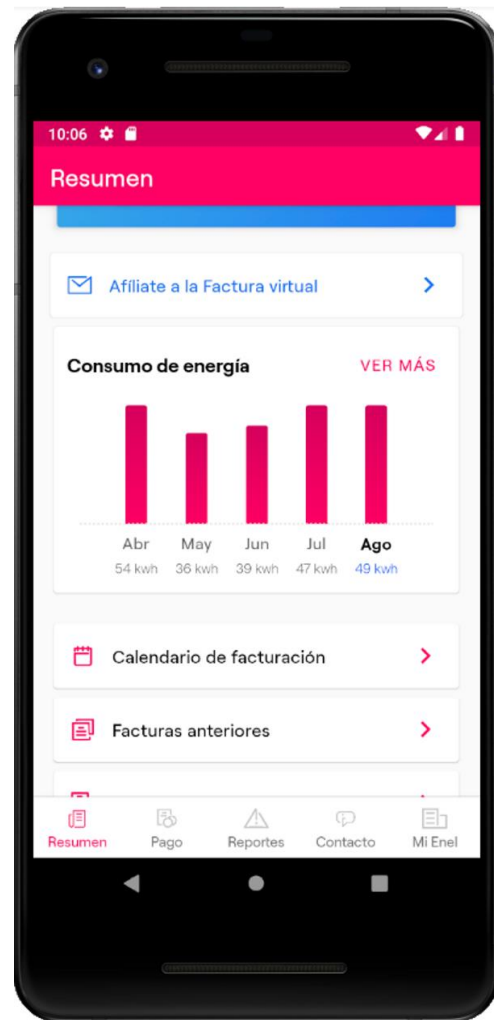 10:06
Resumen
Afíliate a la Factura virtual
Consumo de energía VER MÁS
Abr May Jun Jul Ago
54 kwh 36 kwh 39 kwh 47 kwh 49 kwh
Calendario de facturación
Facturas anteriores
Resumen Pago Reportes Contacto Mi Enel